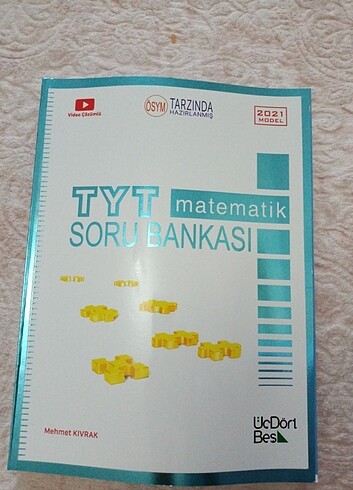 Video Çözümlü
ÖSYM TARZINDA
HAZIRLANMIŞ
2021
MODEL
TYT matematik
SORU BANKASI
Mehmet KIVRAK
ÜçDört
Beş